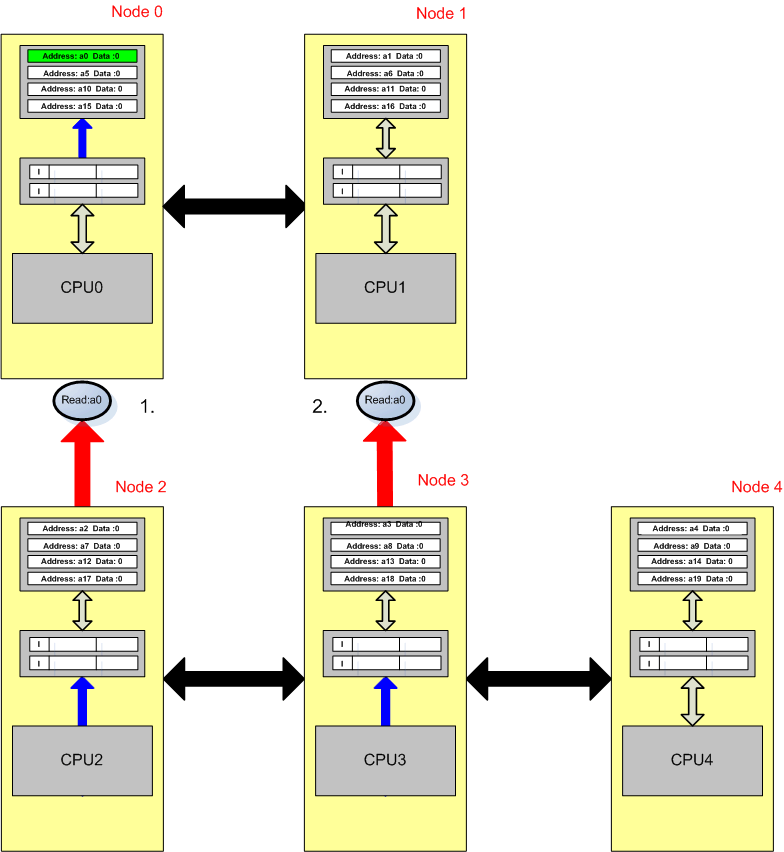 Node 0
Node 1
Address: a0 Data :0
Address: a5 Data :0
Address: a10 Data: 0
Address: a15 Data :0
I
I
CPU0
Address: a1 Data :0
Address: a6 Data :0
Address: a11 Data: 0
Address: a16 Data :0
I
I
CPU1
Read:a0
1.
2.
Read:a0
Node 2
Node 3
Node 4
Address: a2 Data :0
Address: a7 Data :0
Address: a12 Data: 0
Address: a17 Data :0
I
I
CPU2
Address: a3 Data :0
Address: a8 Data :0
Address: a13 Data: 0
Address: a18 Data :0
I
I
CPU3
Address: a4 Data :0
Address: a9 Data :0
Address: a14 Data: 0
Address: a19 Data :0
I
I
CPU4